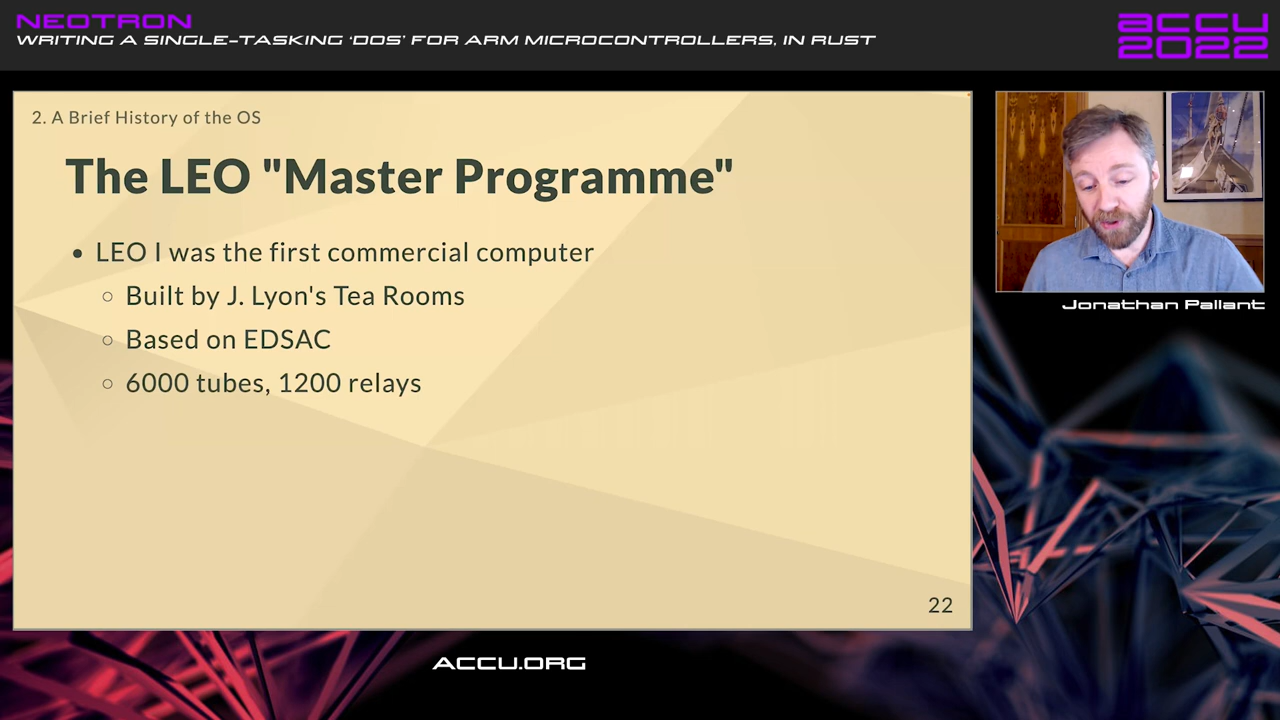 NEOTRON
WRITING A SINGLE-TASKING 'DOS' FOR ARM MICROCONTROLLERS, IN RUST
accu
2022
2. A Brief History of the OS
The LEO "Master Programme"
• LEO I was the first commercial computer
○ Built by J. Lyon's Tea Rooms
○ Based on EDSAC
○ 6000 tubes, 1200 relays
22
Jonathan Pallant
ACCU.ORG